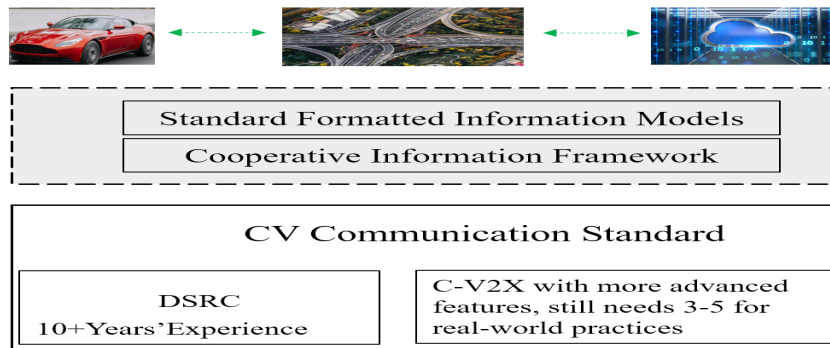 Standard Formatted Information Models
Cooperative Information Framework
CV Communication Standard
DSRC
10+Years'Experience
C-V2X with more advanced
features, still needs 3-5 for
real-world practices